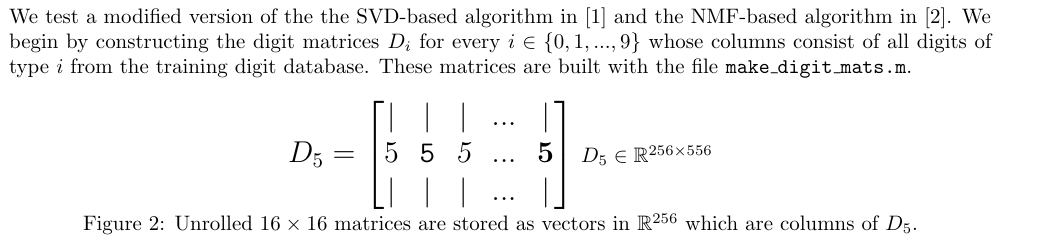 We test a modified version of the the SVD-based algorithm in [1] and the NMF-based algorithm in [2]. We
begin by constructing the digit matrices D_i for every i ∈ {0, 1, ..., 9} whose columns consist of all digits of
type i from the training digit database. These matrices are built with the file make_digit_mats.m.
| | | ... |
D_5 = [5 5 5 ... 5] D_5 ∈ ℝ^{256×556}
| | | ... |
Figure 2: Unrolled 16 × 16 matrices are stored as vectors in ℝ^{256} which are columns of D_5.